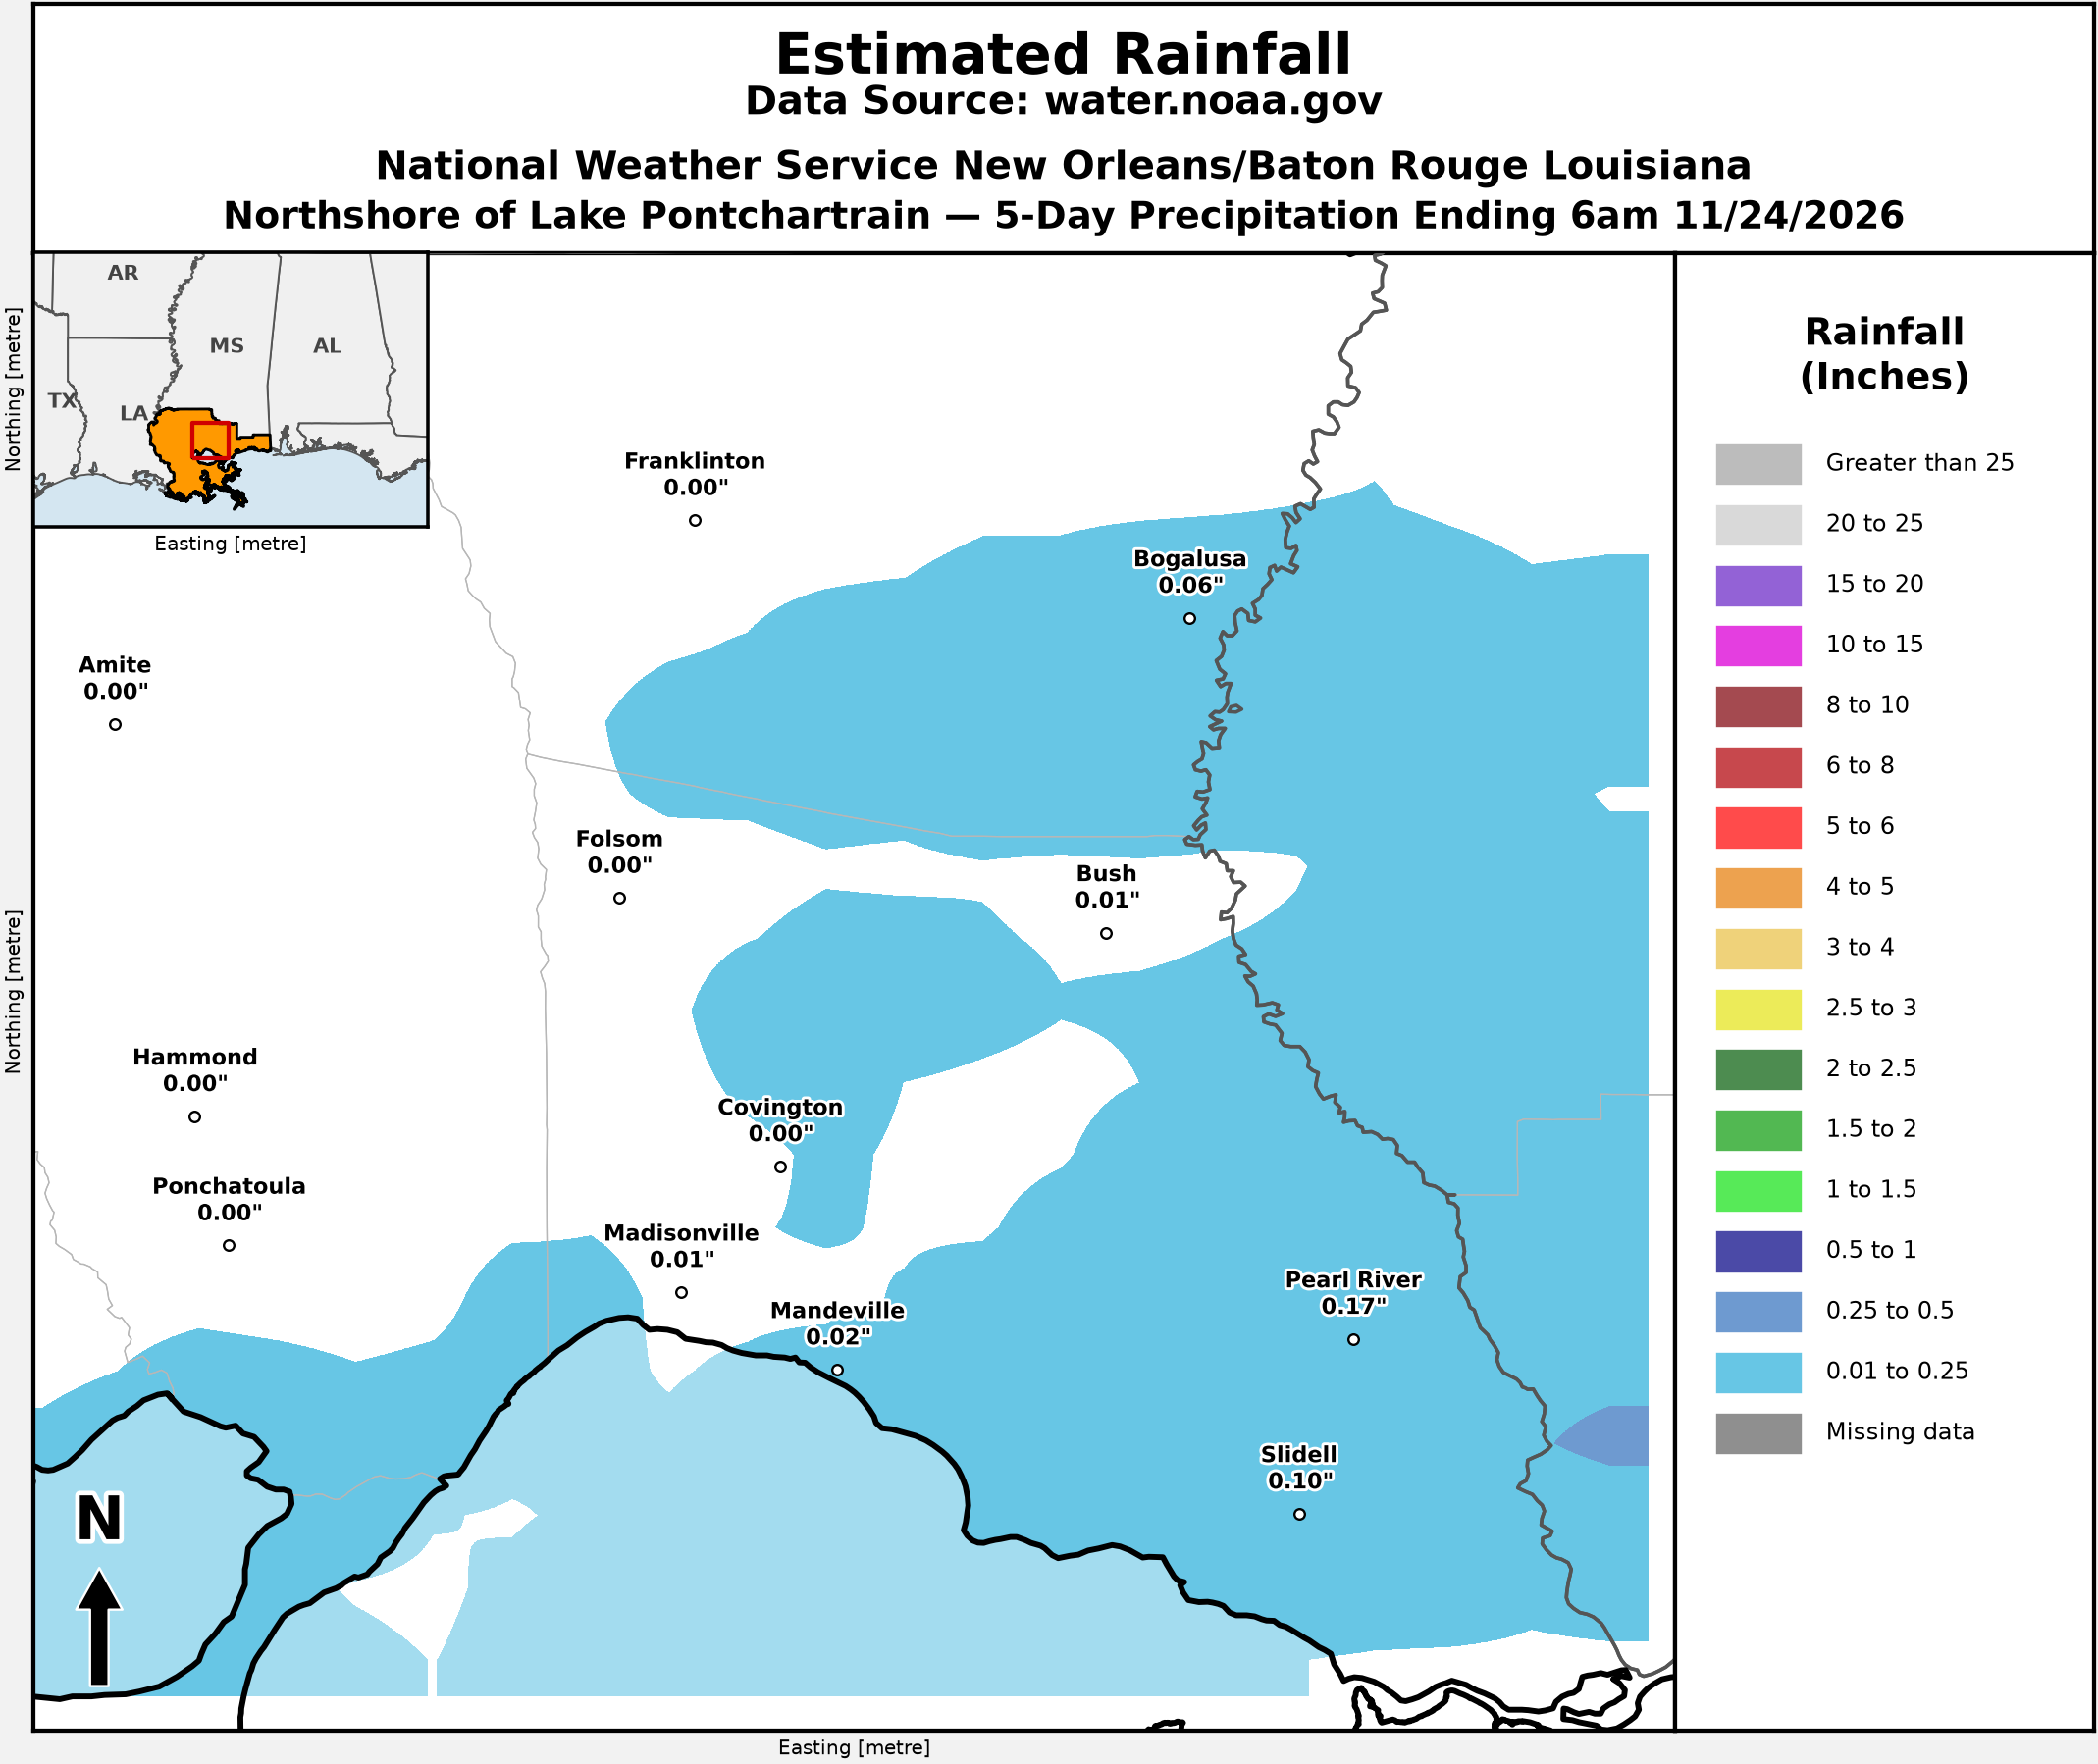 Estimated Rainfall
Data Source: water.noaa.gov
National Weather Service New Orleans/Baton Rouge Louisiana
Northshore of Lake Pontchartrain — 5-Day Precipitation Ending 6am 11/24/2026
Northing [metre]
AR
MS
AL
TX
LA
Easting [metre]
Rainfall
(Inches)
Greater than 25
20 to 25
15 to 20
10 to 15
8 to 10
6 to 8
5 to 6
4 to 5
3 to 4
2.5 to 3
2 to 2.5
1.5 to 2
1 to 1.5
0.5 to 1
0.25 to 0.5
0.01 to 0.25
Missing data
Franklinton
0.00"
Bogalusa
0.06"
Amite
0.00"
Folsom
0.00"
Bush
0.01"
Northing [metre]
Hammond
0.00"
Covington
0.00"
Ponchatoula
0.00"
Madisonville
0.01"
Pearl River
0.17"
Mandeville
0.02"
Slidell
0.10"
N
Easting [metre]